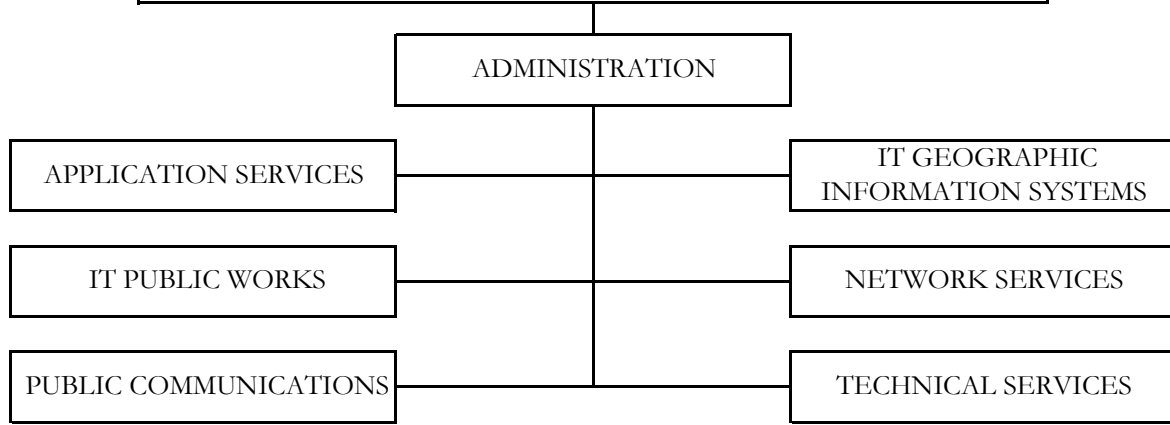 ADMINISTRATION
APPLICATION SERVICES
IT GEOGRAPHIC
INFORMATION SYSTEMS
IT PUBLIC WORKS
NETWORK SERVICES
PUBLIC COMMUNICATIONS
TECHNICAL SERVICES